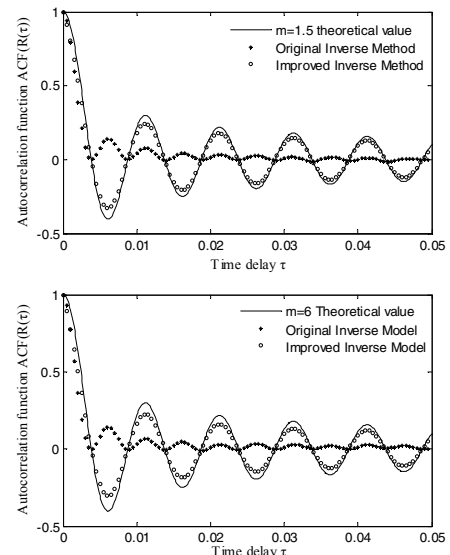 Autocorrelation function ACF(R(τ))
1
0.5
0
-0.5
m=1.5 theoretical value
Original Inverse Method
Improved Inverse Method
0
0.01
0.02
0.03
0.04
0.05
Time delay τ
Autocorrelation function ACF(R(τ))
1
0.5
0
-0.5
m=6 Theoretical value
Original Inverse Model
Improved Inverse Model
0
0.01
0.02
0.03
0.04
0.05
Time delay τ